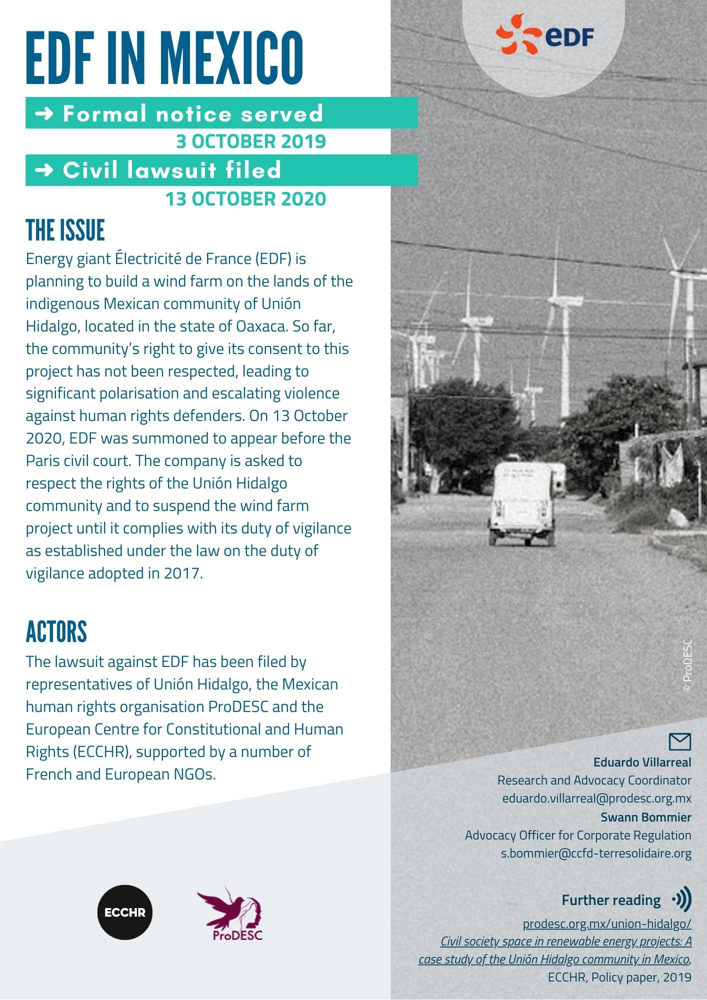 EDF IN MEXICO
eDF
→ Formal notice served
3 OCTOBER 2019
→ Civil lawsuit filed
13 OCTOBER 2020
THE ISSUE
Energy giant Électricité de France (EDF) is
planning to build a wind farm on the lands of the
indigenous Mexican community of Unión
Hidalgo, located in the state of Oaxaca. So far,
the community’s right to give its consent to this
project has not been respected, leading to
significant polarisation and escalating violence
against human rights defenders. On 13 October
2020, EDF was summoned to appear before the
Paris civil court. The company is asked to
respect the rights of the Unión Hidalgo
community and to suspend the wind farm
project until it complies with its duty of vigilance
as established under the law on the duty of
vigilance adopted in 2017.
ACTORS
The lawsuit against EDF has been filed by
representatives of Unión Hidalgo, the Mexican
human rights organisation ProDESC and the
European Centre for Constitutional and Human
Rights (ECCHR), supported by a number of
French and European NGOs.
ECCHR
ProDESC
© ProDESC
Eduardo Villarreal
Research and Advocacy Coordinator
eduardo.villarreal@prodesc.org.mx
Swann Bommier
Advocacy Officer for Corporate Regulation
s.bommier@ccfd-terresolidaire.org
Further reading
prodesc.org.mx/union-hidalgo/
Civil society space in renewable energy projects: A
case study of the Unión Hidalgo community in Mexico,
ECCHR, Policy paper, 2019